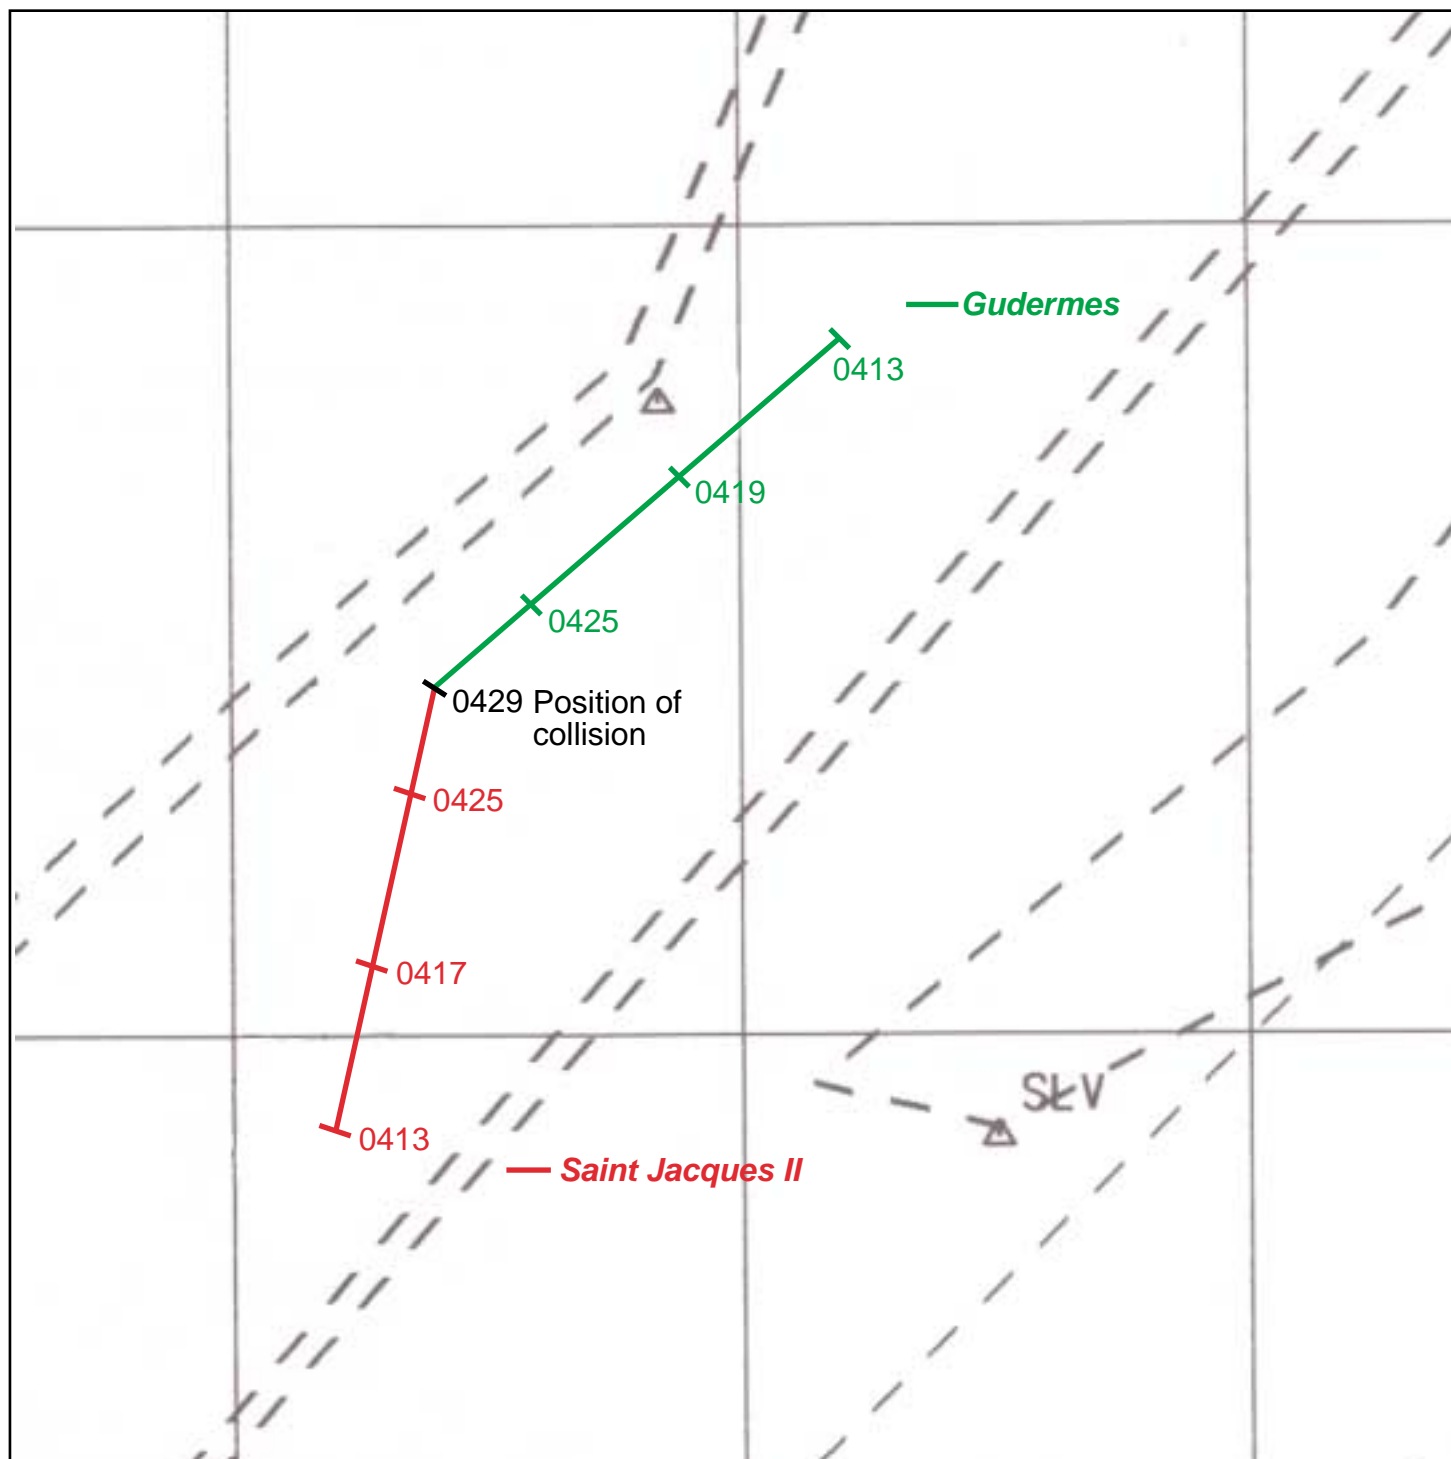 Gudermes
0413
0419
0425
0429 Position of
collision
0425
0417
SLV
0413
Saint Jacques II